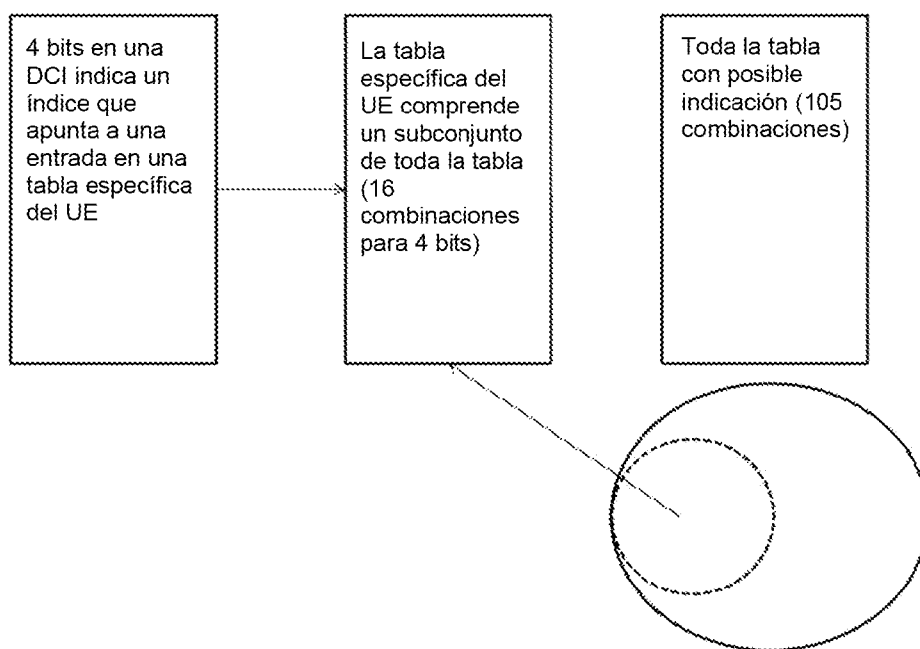 4 bits en una
DCI indica un
índice que
apunta a una
entrada en una
tabla específica
del UE
La tabla
específica del
UE comprende
un subconjunto
de toda la tabla
(16
combinaciones
para 4 bits)
Toda la tabla
con posible
indicación (105
combinaciones)